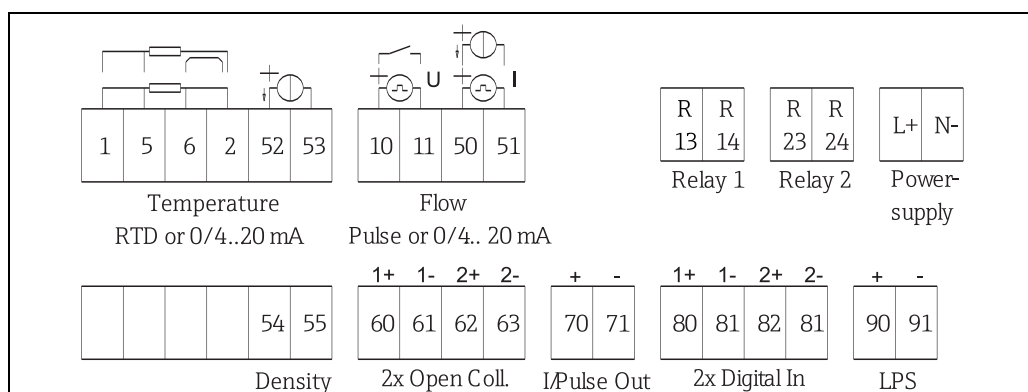 U I
R R R R
1 5 6 2 52 53 10 11 50 51 13 14 23 24 L+ N-
Relay 1 Relay 2 Power-
supply
Temperature Flow
RTD or 0/4..20 mA Pulse or 0/4.. 20 mA
1+ 1- 2+ 2- + - 1+ 1- 2+ 2- + -
54 55 60 61 62 63 70 71 80 81 82 81 90 91
Density 2x Open Coll. I/Pulse Out 2x Digital In LPS